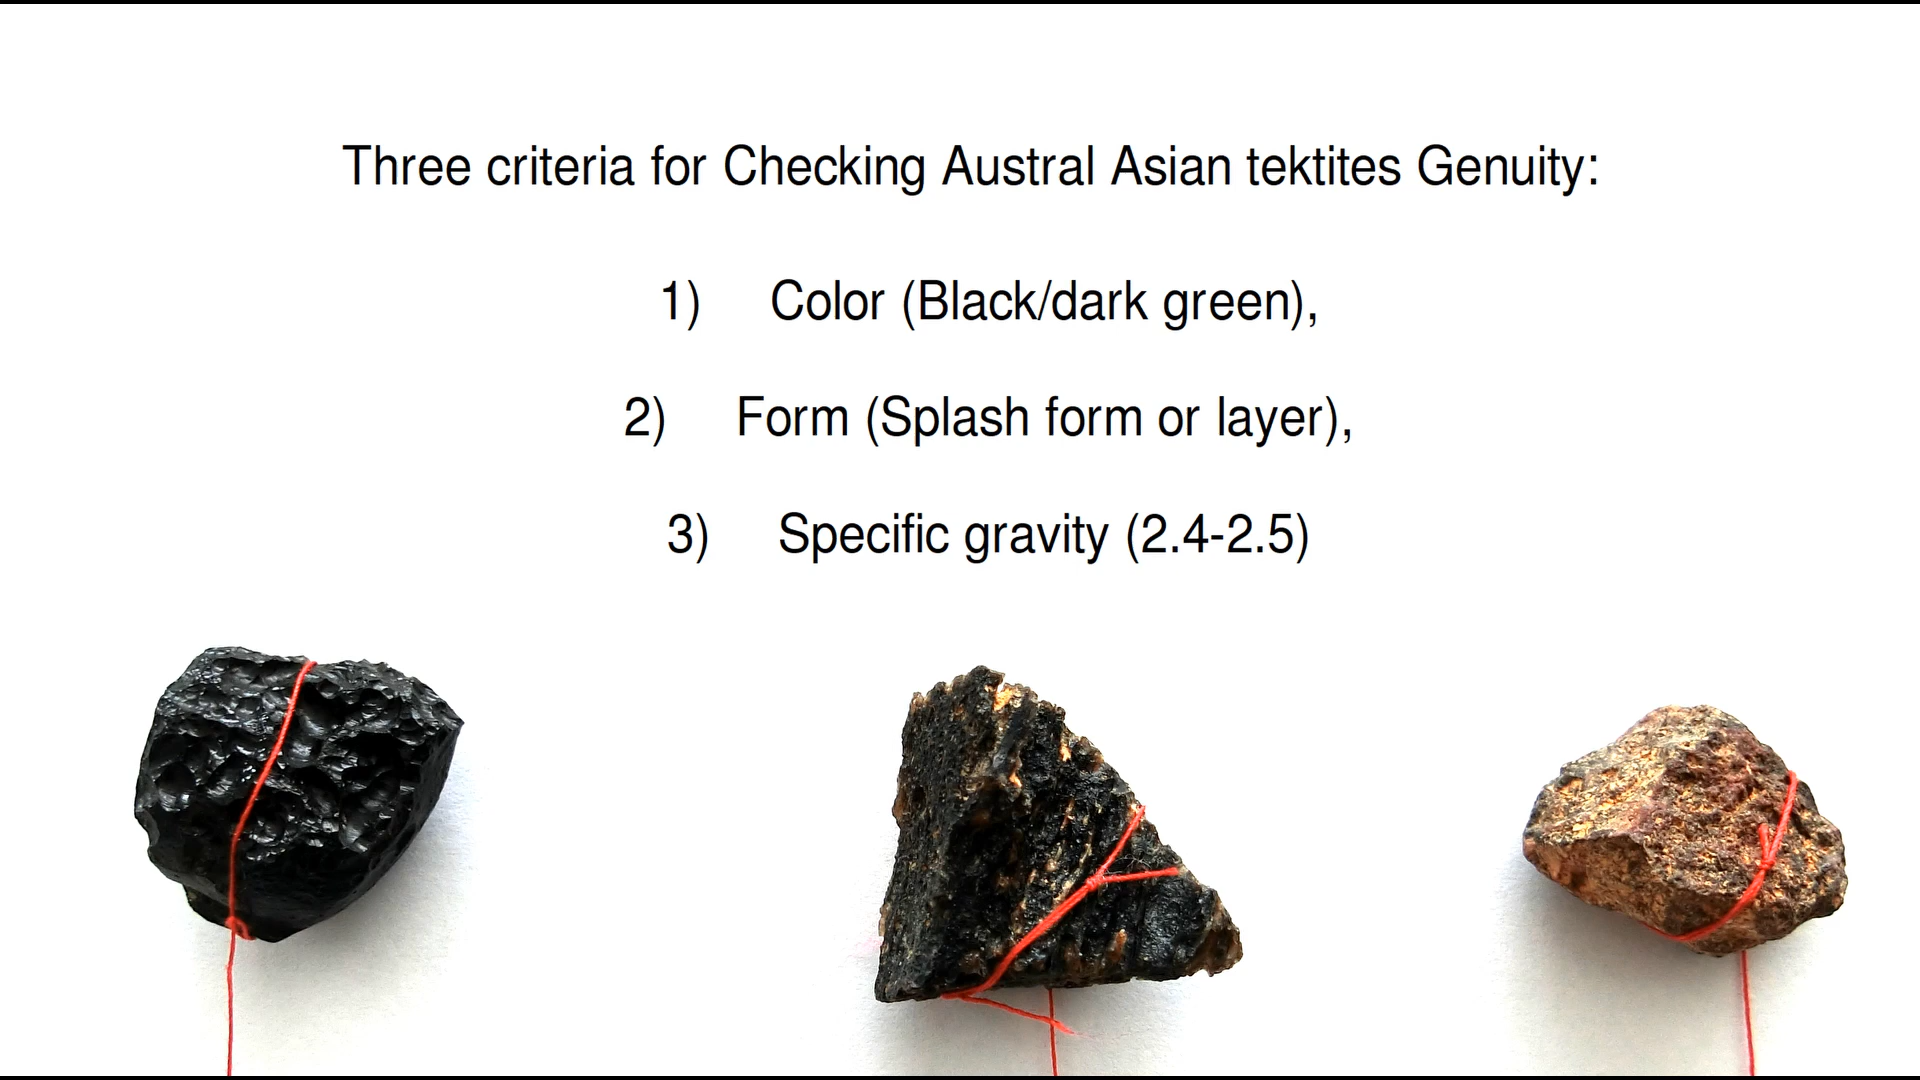 Three criteria for Checking Austral Asian tektites Genuity:
1) Color (Black/dark green),
2) Form (Splash form or layer),
3) Specific gravity (2.4-2.5)